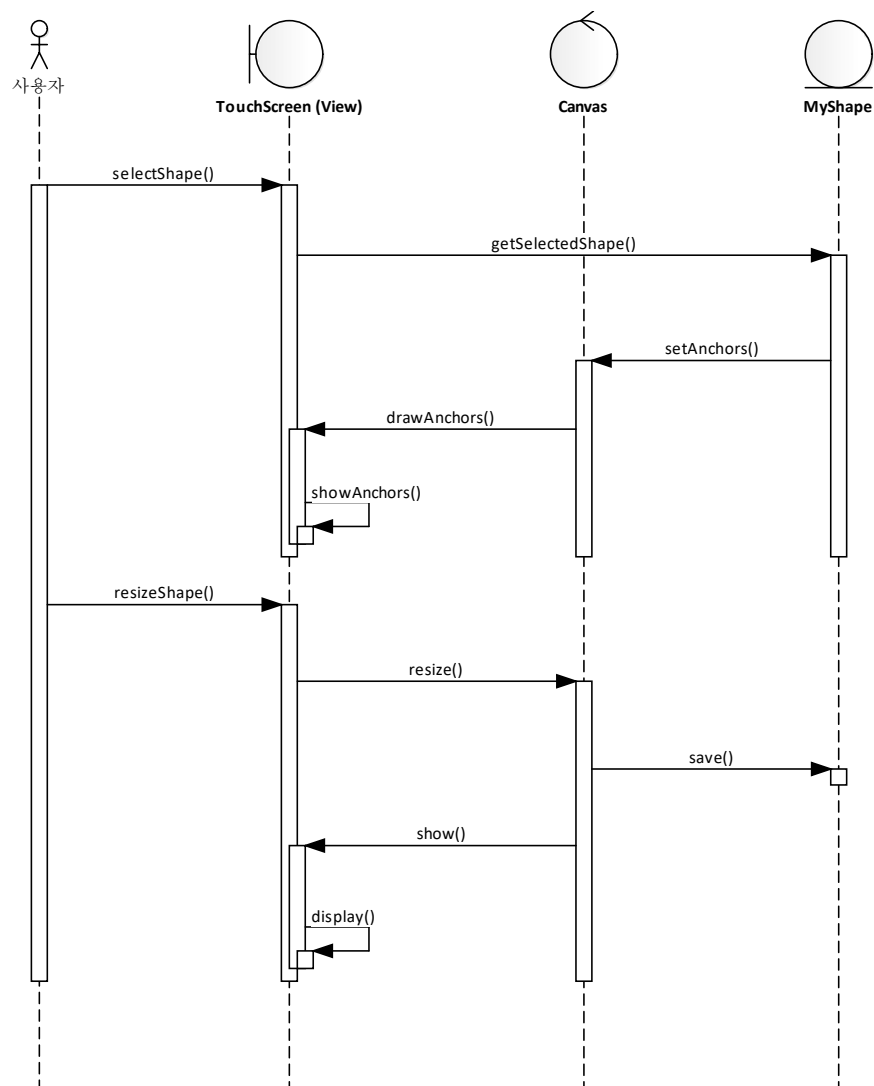 사용자
TouchScreen (View)
Canvas
MyShape
selectShape()
getSelectedShape()
setAnchors()
drawAnchors()
showAnchors()
resizeShape()
resize()
save()
show()
display()